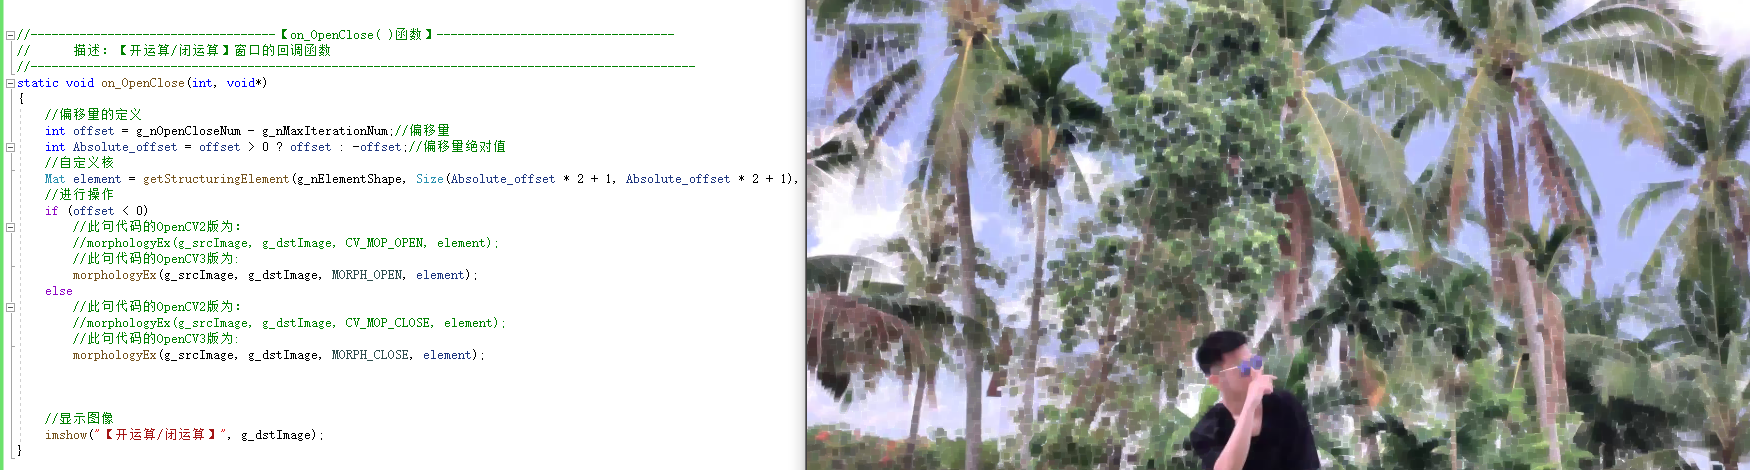 //-----------------------------------【on_OpenClose( )函数】----------------------------------
//      描述：【开运算/闭运算】窗口的回调函数
//-----------------------------------------------------------------------------------------------
static void on_OpenClose(int, void*)
{
    //偏移量的定义
    int offset = g_nOpenCloseNum - g_nMaxIterationNum;//偏移量
    int Absolute_offset = offset > 0 ? offset : -offset;//偏移量绝对值
    //自定义核
    Mat element = getStructuringElement(g_nElementShape, Size(Absolute_offset * 2 + 1, Absolute_offset * 2 + 1),
    //进行操作
    if (offset < 0)
        //此句代码的OpenCV2版为：
        //morphologyEx(g_srcImage, g_dstImage, CV_MOP_OPEN, element);
        //此句代码的OpenCV3版为:
        morphologyEx(g_srcImage, g_dstImage, MORPH_OPEN, element);
    else
        //此句代码的OpenCV2版为：
        //morphologyEx(g_srcImage, g_dstImage, CV_MOP_CLOSE, element);
        //此句代码的OpenCV3版为:
        morphologyEx(g_srcImage, g_dstImage, MORPH_CLOSE, element);
    //显示图像
    imshow("【开运算/闭运算】", g_dstImage);
}